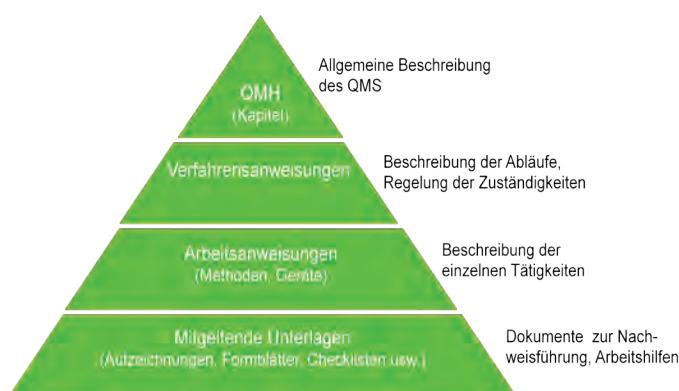 Allgemeine Beschreibung
des QMS
QMH
(Kapitel)
Beschreibung der Abläufe,
Regelung der Zuständigkeiten
Verfahrensanweisungen
Beschreibung der
einzelnen Tätigkeiten
Arbeitsanweisungen
(Methoden, Geräte)
Dokumente zur Nach-
weisführung, Arbeitshilfen
Mitgeltende Unterlagen
(Aufzeichnungen, Formblätter, Checklisten usw.)